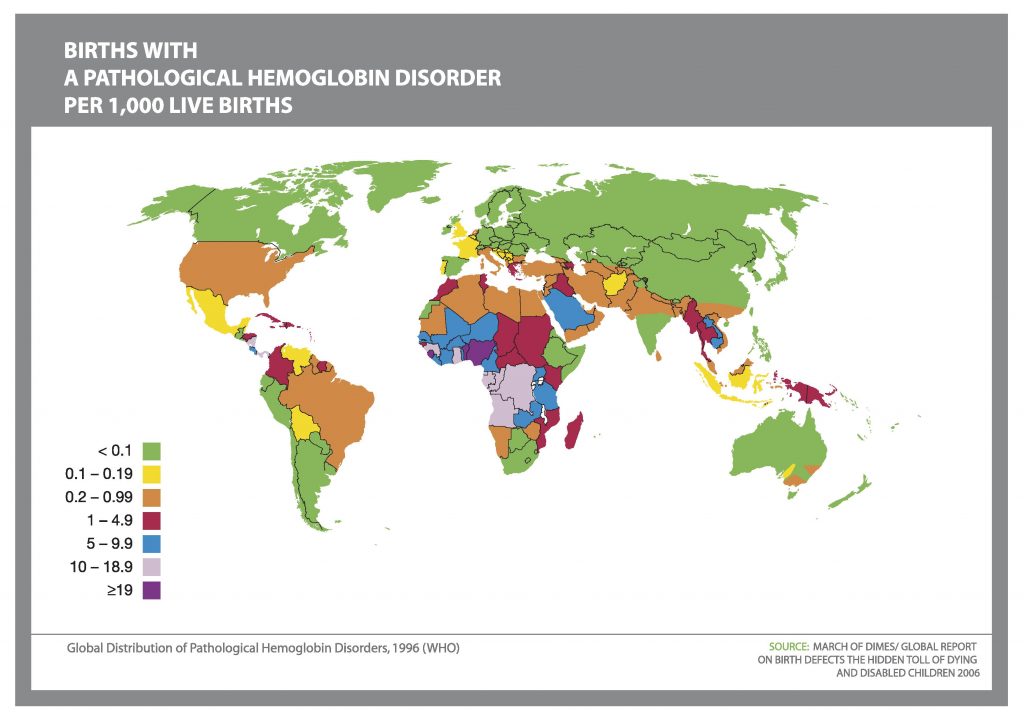 BIRTHS WITH
A PATHOLOGICAL HEMOGLOBIN DISORDER
PER 1,000 LIVE BIRTHS
< 0.1
0.1 – 0.19
0.2 – 0.99
1 – 4.9
5 – 9.9
10 – 18.9
≥19
Global Distribution of Pathological Hemoglobin Disorders, 1996 (WHO)
SOURCE: MARCH OF DIMES/ GLOBAL REPORT
ON BIRTH DEFECTS THE HIDDEN TOLL OF DYING
AND DISABLED CHILDREN 2006